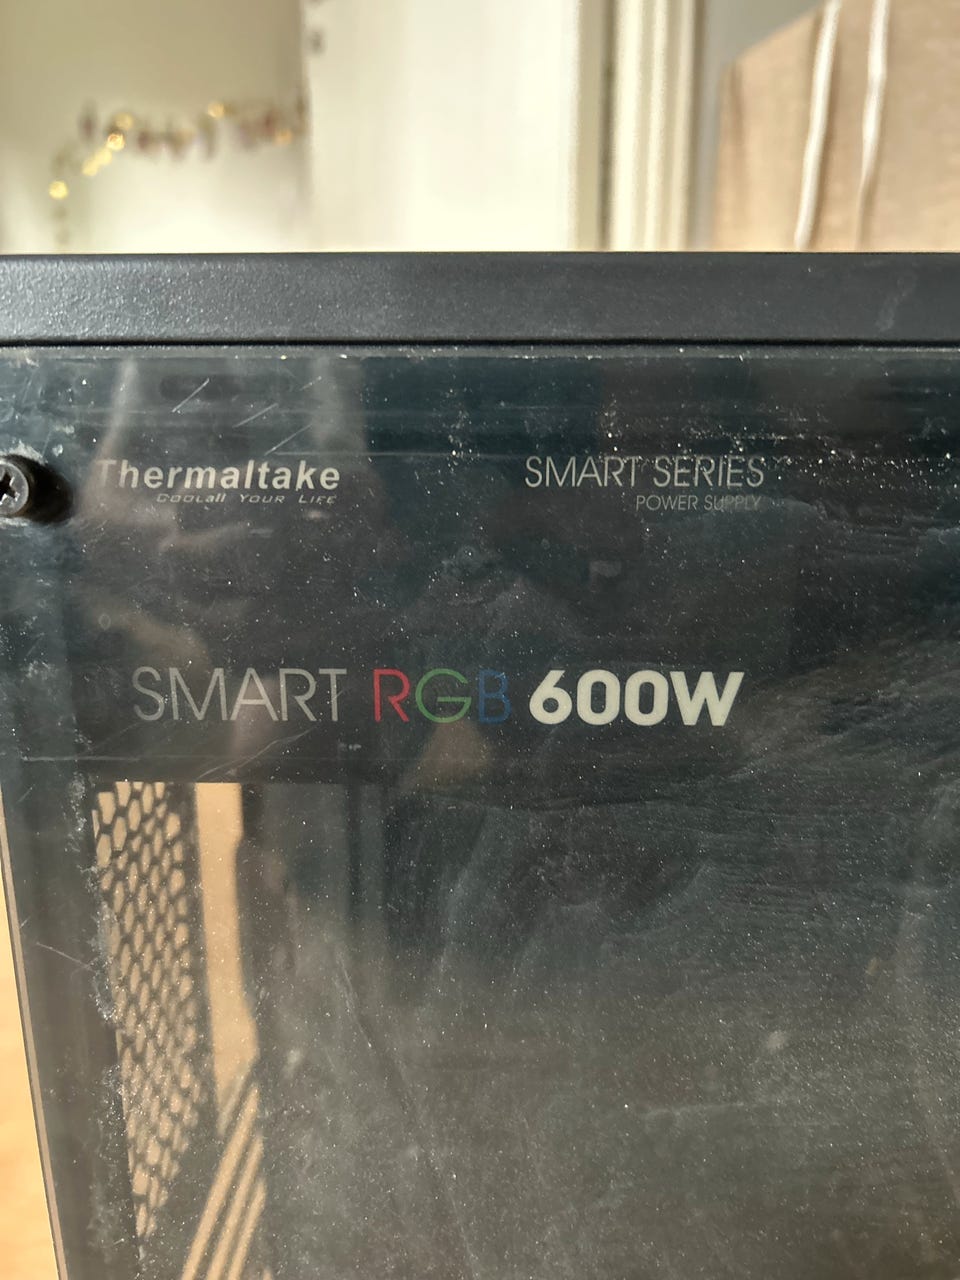 Thermaltake
COOLall YOUR LIFE
SMART SERIES
POWER SUPPLY
SMART RGB 600W